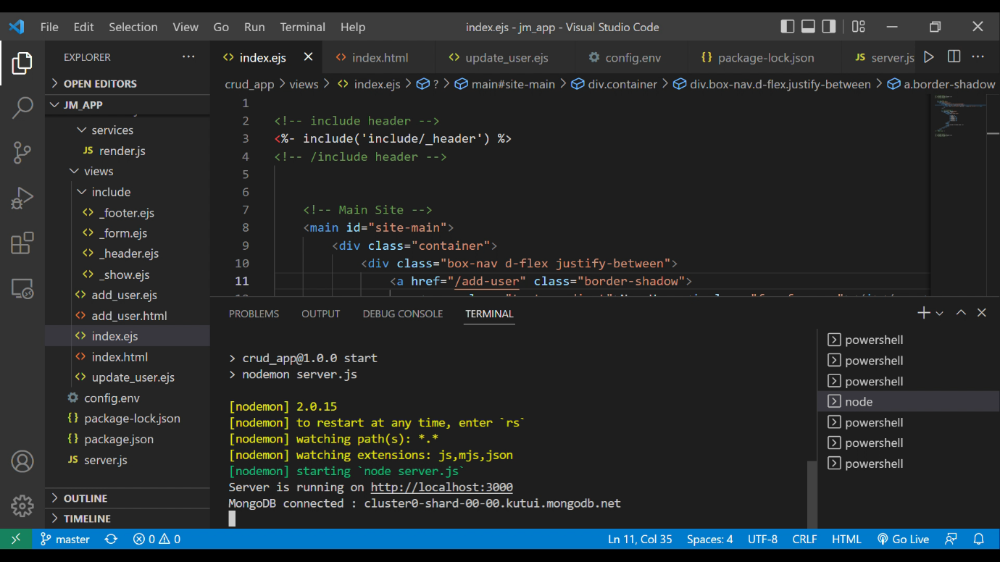 File Edit Selection View Go Run Terminal Help index.ejs - jm_app - Visual Studio Code
EXPLORER
OPEN EDITORS
JM_APP
services
JS render.js
views
include
_footer.ejs
_form.ejs
_header.ejs
_show.ejs
add_user.ejs
add_user.html
index.ejs
index.html
update_user.ejs
config.env
{} package-lock.json
{} package.json
JS server.js
OUTLINE
TIMELINE
index.ejs index.html update_user.ejs config.env {} package-lock.json JS server.js
crud_app > views > <> index.ejs > ? > main#site-main > div.container > div.box-nav.d-flex.justify-between > a.border-shadow
1
2 <!-- include header -->
3 <%- include('include/_header') %>
4 <!-- /include header -->
5
6
7 <!-- Main Site -->
8 <main id="site-main">
9 <div class="container">
10 <div class="box-nav d-flex justify-between">
11 <a href="/add-user" class="border-shadow">
PROBLEMS OUTPUT DEBUG CONSOLE TERMINAL
> crud_app@1.0.0 start
> nodemon server.js
[nodemon] 2.0.15
[nodemon] to restart at any time, enter `rs`
[nodemon] watching path(s): *.*
[nodemon] watching extensions: js,mjs,json
[nodemon] starting `node server.js`
Server is running on http://localhost:3000
MongoDB connected : cluster0-shard-00-00.kutui.mongodb.net
powershell
powershell
powershell
node
powershell
powershell
powershell
master 0 0 Ln 11, Col 35 Spaces: 4 UTF-8 CRLF HTML Go Live